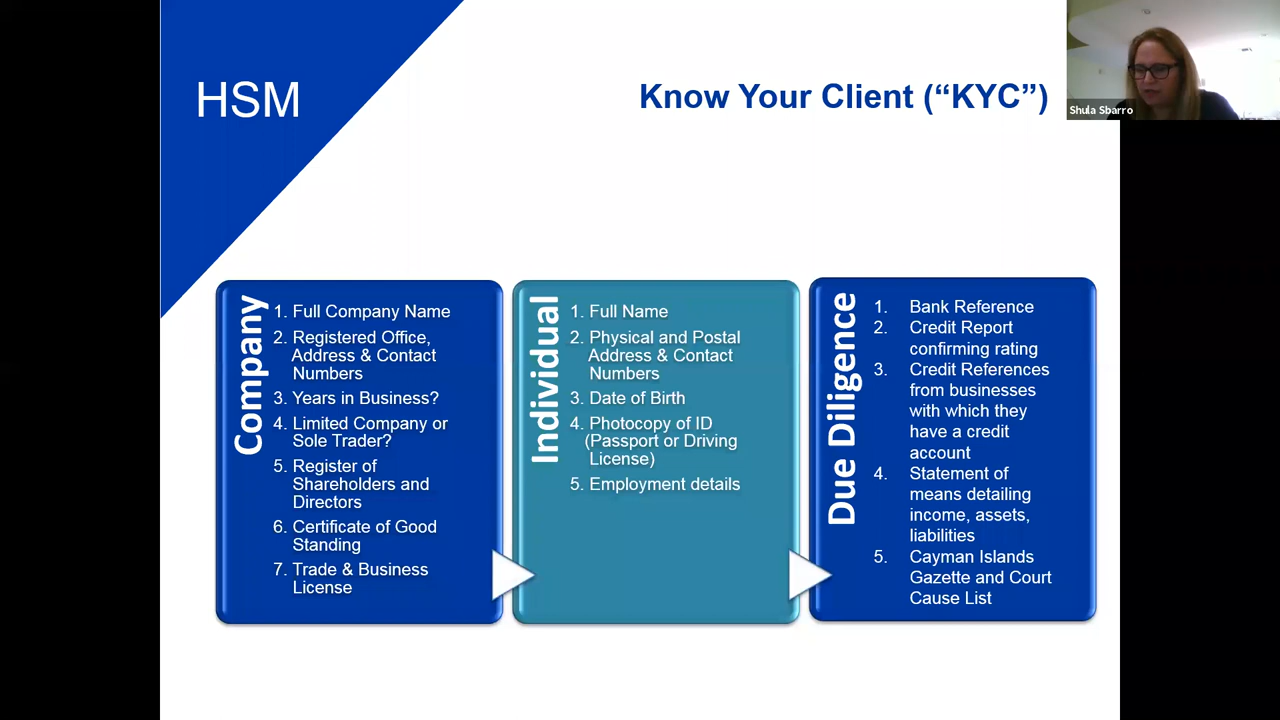 HSM
Know Your Client (“KYC”)
Shula Sbarro
Company
1. Full Company Name
2. Registered Office,
Address & Contact
Numbers
3. Years in Business?
4. Limited Company or
Sole Trader?
5. Register of
Shareholders and
Directors
6. Certificate of Good
Standing
7. Trade & Business
License
Individual
1. Full Name
2. Physical and Postal
Address & Contact
Numbers
3. Date of Birth
4. Photocopy of ID
(Passport or Driving
License)
5. Employment details
Due Diligence
1. Bank Reference
2. Credit Report
confirming rating
3. Credit References
from businesses
with which they
have a credit
account
4. Statement of
means detailing
income, assets,
liabilities
5. Cayman Islands
Gazette and Court
Cause List